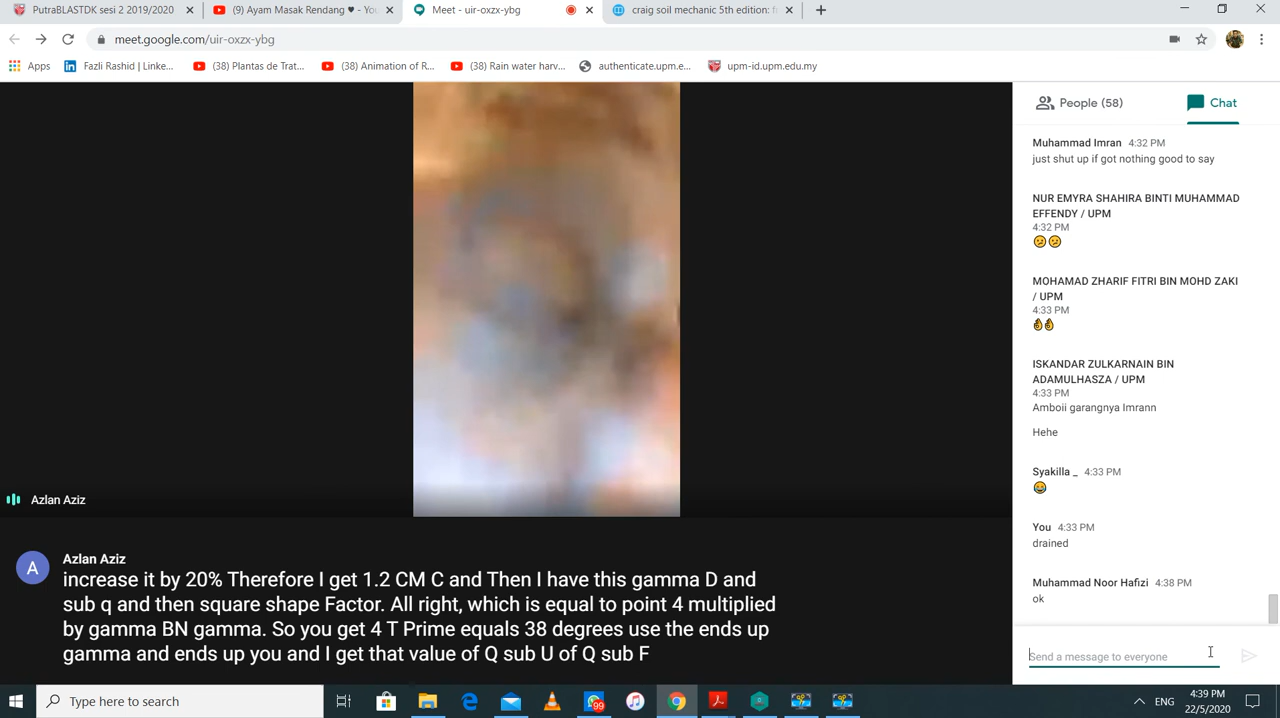 PutraBLASTDK sesi 2 2019/2020
(9) Ayam Masak Rendang ♥ - You
Meet - uir-oxzx-ybg
craig soil mechanic 5th edition: f
meet.google.com/uir-oxzx-ybg
Apps
Fazli Rashid | Linke...
(38) Plantas de Trat...
(38) Animation of R...
(38) Rain water harv...
authenticate.upm.e...
upm-id.upm.edu.my
People (58)
Chat
Muhammad Imran 4:32 PM
just shut up if got nothing good to say
NUR EMYRA SHAHIRA BINTI MUHAMMAD
EFFENDY / UPM
4:32 PM
MOHAMAD ZHARIF FITRI BIN MOHD ZAKI
/ UPM
4:33 PM
ISKANDAR ZULKARNAIN BIN
ADAMULHASZA / UPM
4:33 PM
Amboii garangnya Imrann
Hehe
Syakilla _ 4:33 PM
You 4:33 PM
drained
Muhammad Noor Hafizi 4:38 PM
ok
Send a message to everyone
Azlan Aziz
A
Azlan Aziz
increase it by 20% Therefore I get 1.2 CM C and Then I have this gamma D and
sub q and then square shape Factor. All right, which is equal to point 4 multiplied
by gamma BN gamma. So you get 4 T Prime equals 38 degrees use the ends up
gamma and ends up you and I get that value of Q sub U of Q sub F
Type here to search
99
ENG
4:39 PM
22/5/2020